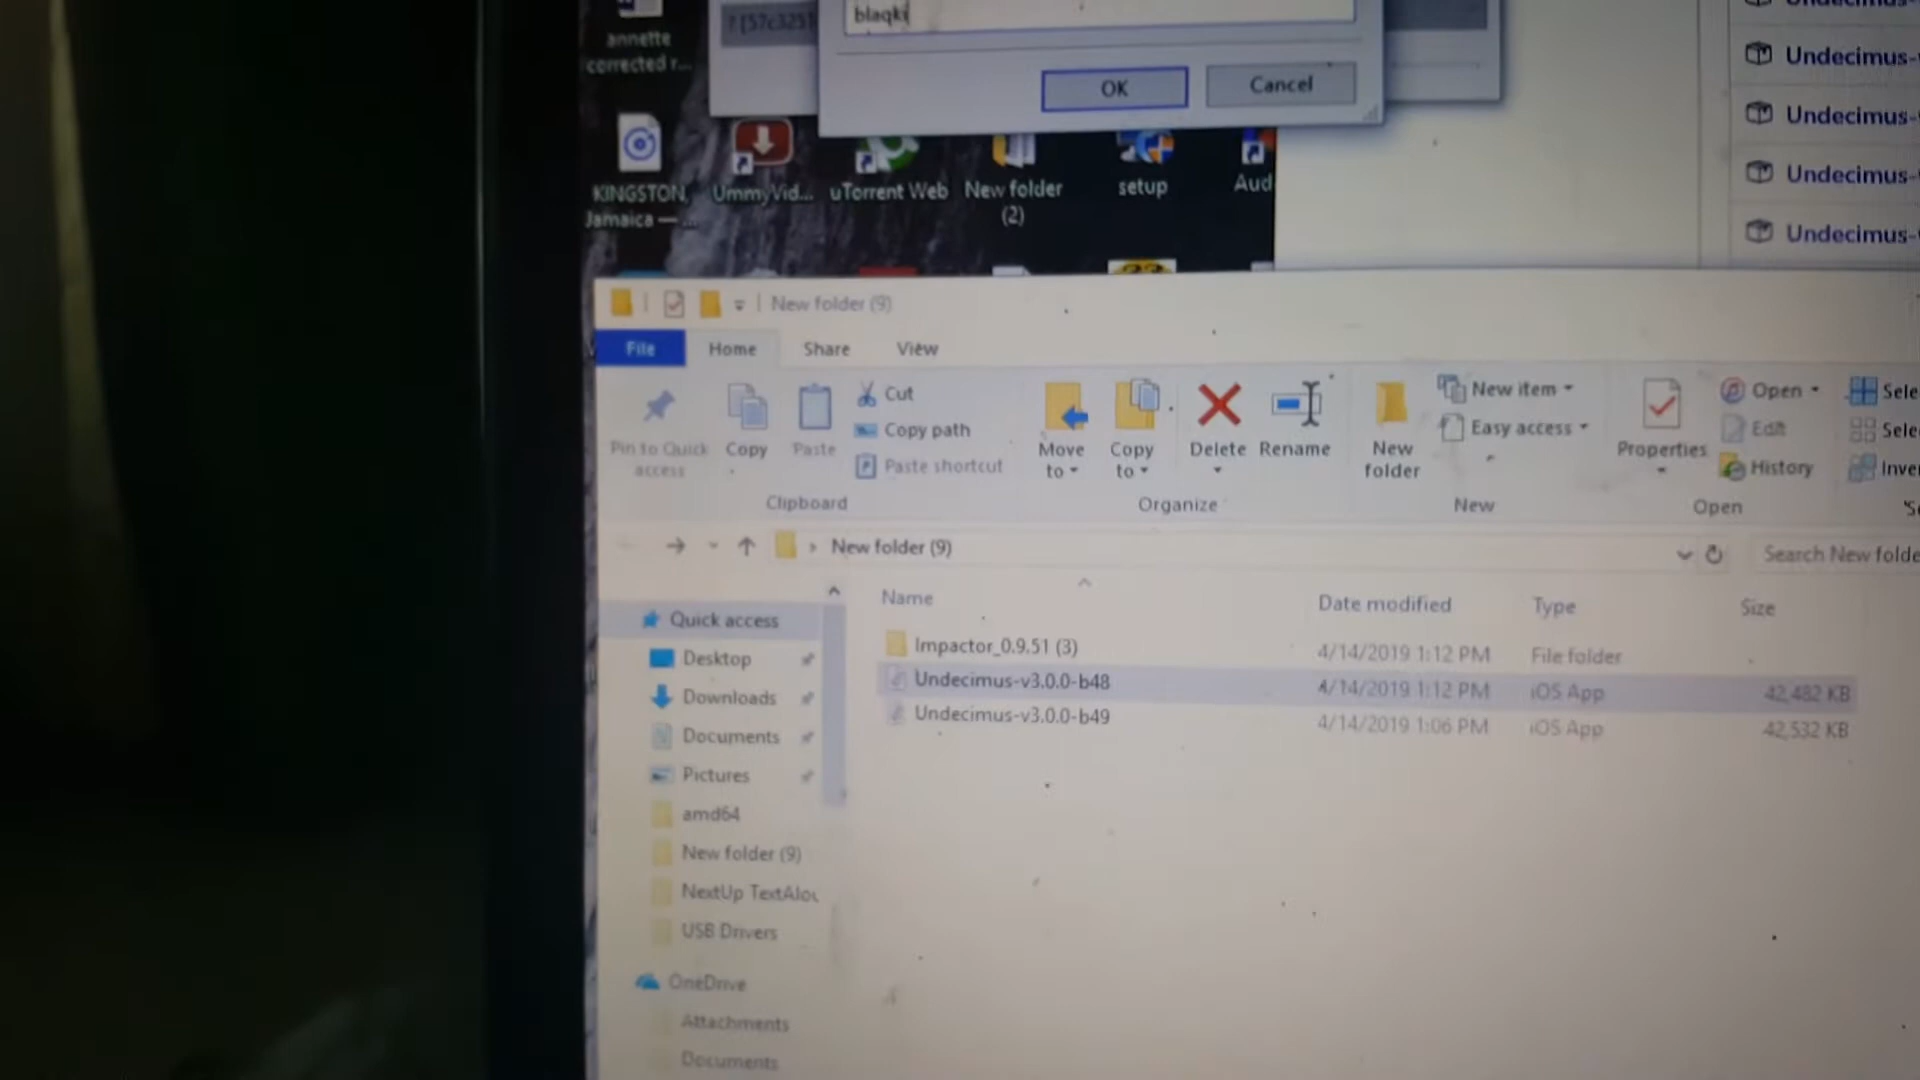 blaqki
OK
Cancel
annette
corrected r...
KINGSTON,
Jamaica — ...
UmmyVid...
uTorrent Web
New folder
(2)
setup
Aud
Undecimus-
Undecimus-
Undecimus-
Undecimus-
New folder (9)
File
Home
Share
View
Pin to Quick
access
Copy
Paste
Cut
Copy path
Paste shortcut
Clipboard
Move
to
Copy
to
Delete
Rename
Organize
New
folder
New item
Easy access
New
Properties
Open
Edit
History
Open
Sele
Sele
Inve
New folder (9)
Search New folde
Name
Date modified
Type
Size
Impactor_0.9.51 (3)
4/14/2019 1:12 PM
File folder
Undecimus-v3.0.0-b48
4/14/2019 1:12 PM
iOS App
42,482 KB
Undecimus-v3.0.0-b49
4/14/2019 1:06 PM
iOS App
42,532 KB
Quick access
Desktop
Downloads
Documents
Pictures
amd64
New folder (9)
NextUp TextAlou
USB Drivers
OneDrive
Attachments
Documents